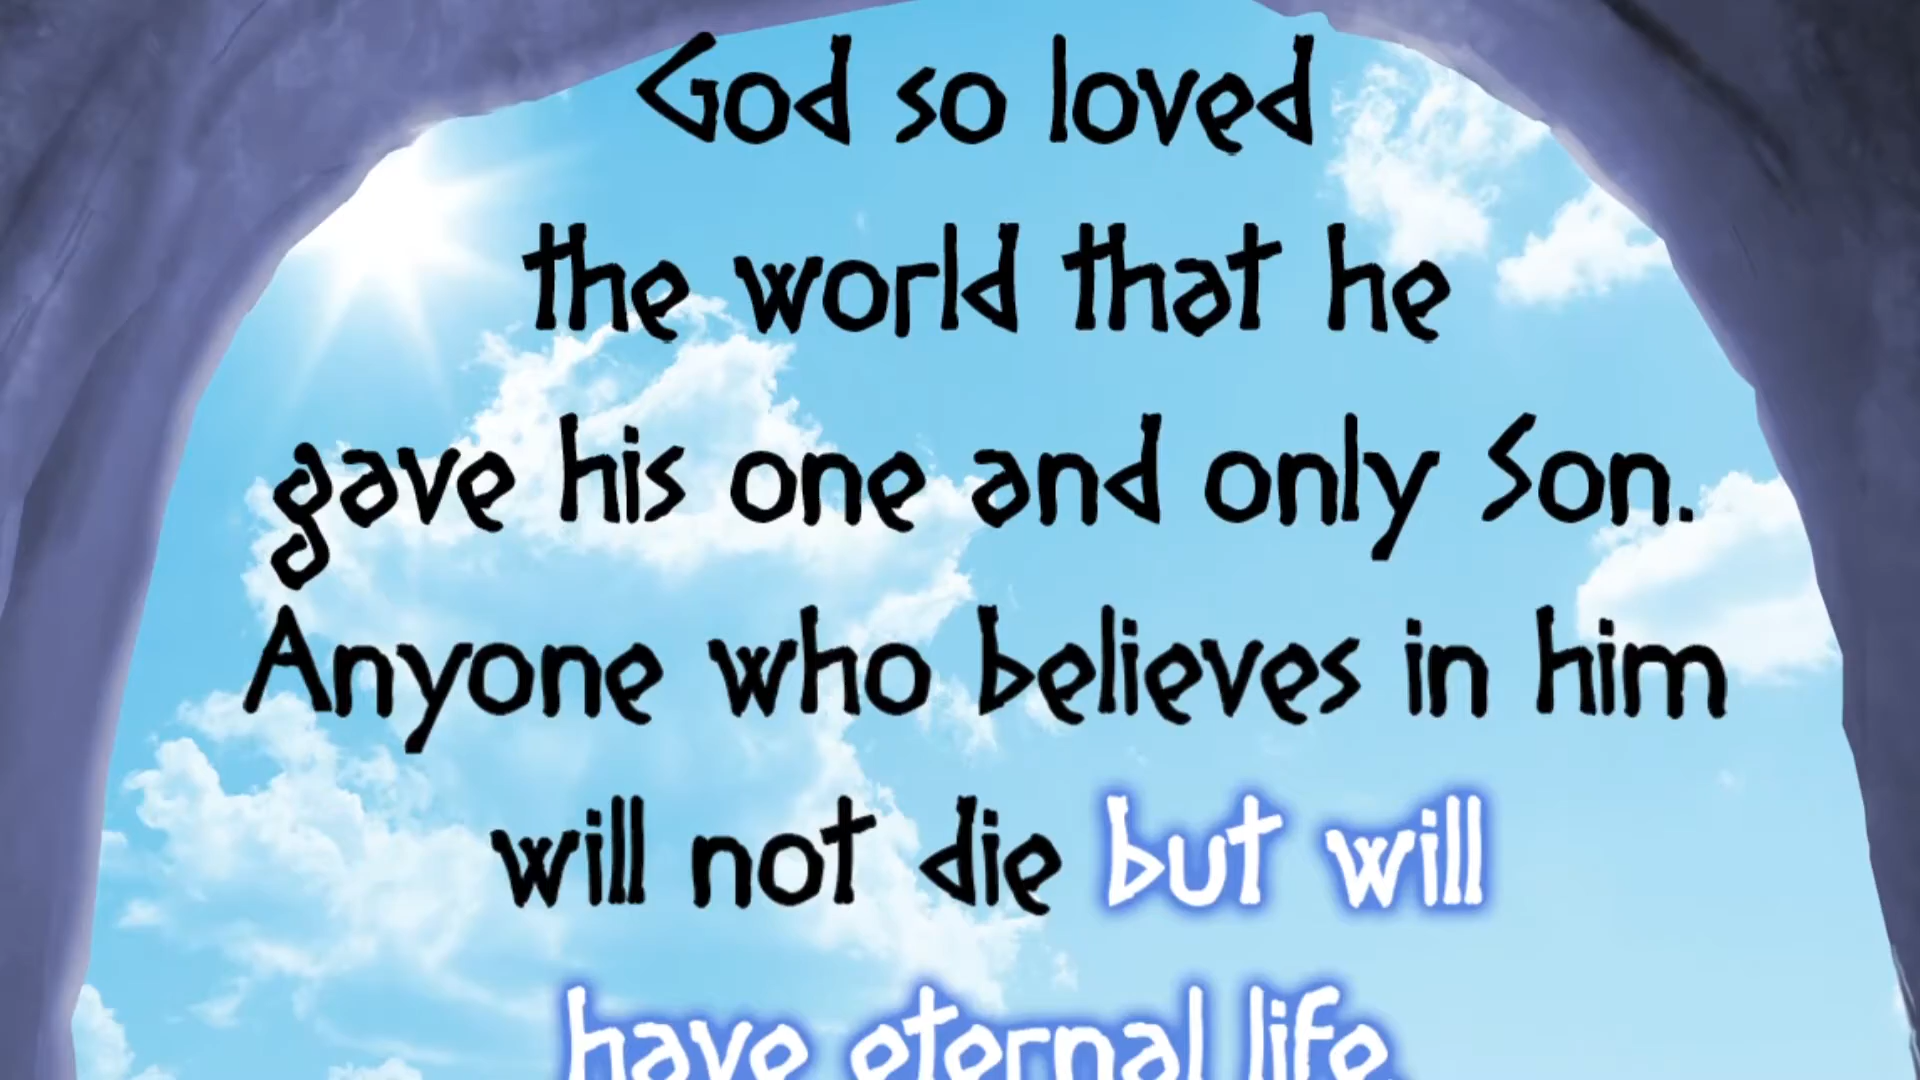 God so loved
the world that he
gave his one and only Son.
Anyone who believes in him
will not die but will
have eternal life.